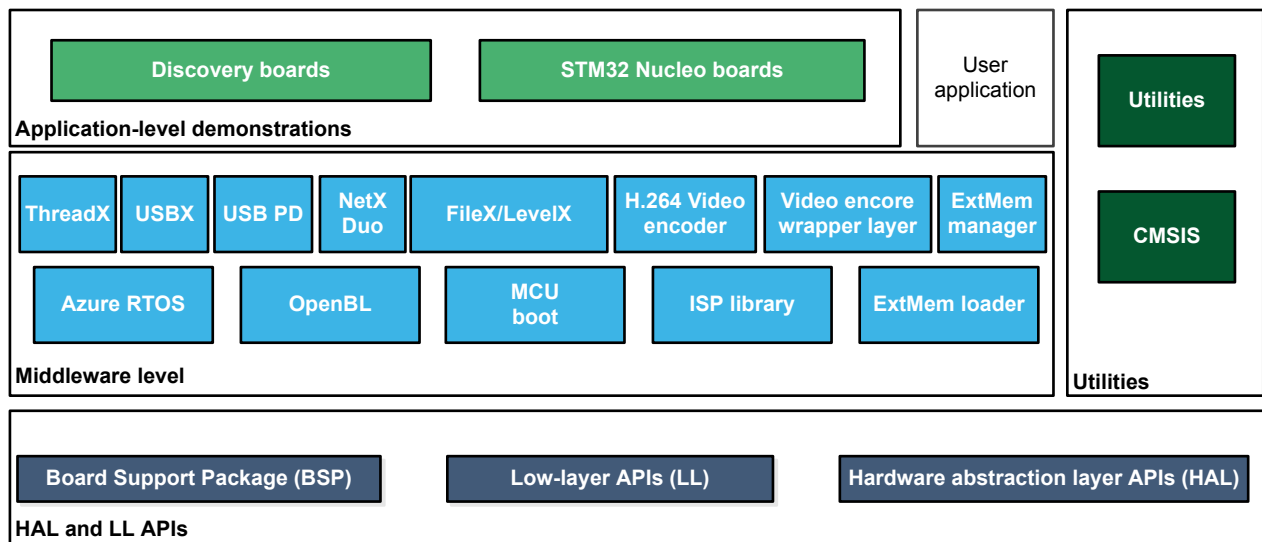 Discovery boards
STM32 Nucleo boards
Application-level demonstrations
User
application
Utilities
CMSIS
Utilities
ThreadX
USBX
USB PD
NetX
Duo
FileX/LevelX
H.264 Video
encoder
Video encore
wrapper layer
ExtMem
manager
Azure RTOS
OpenBL
MCU
boot
ISP library
ExtMem loader
Middleware level
Board Support Package (BSP)
Low-layer APIs (LL)
Hardware abstraction layer APIs (HAL)
HAL and LL APIs